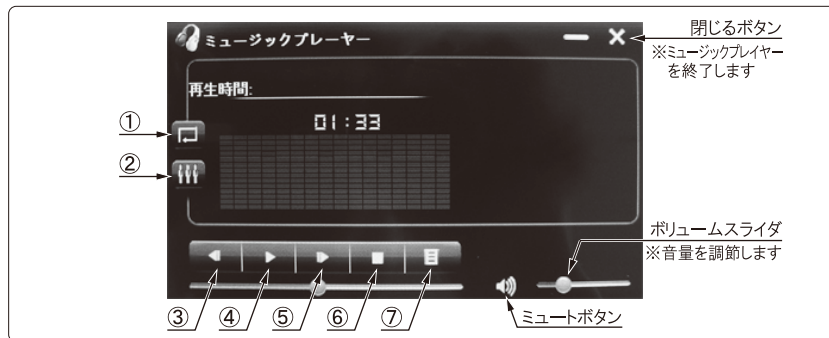 ミュージックプレーヤー
閉じるボタン
※ミュージックプレイヤー
を終了します
再生時間:
01:33
①
②
ボリュームスライダ
※音量を調節します
③
④
⑤
⑥
⑦
ミュートボタン